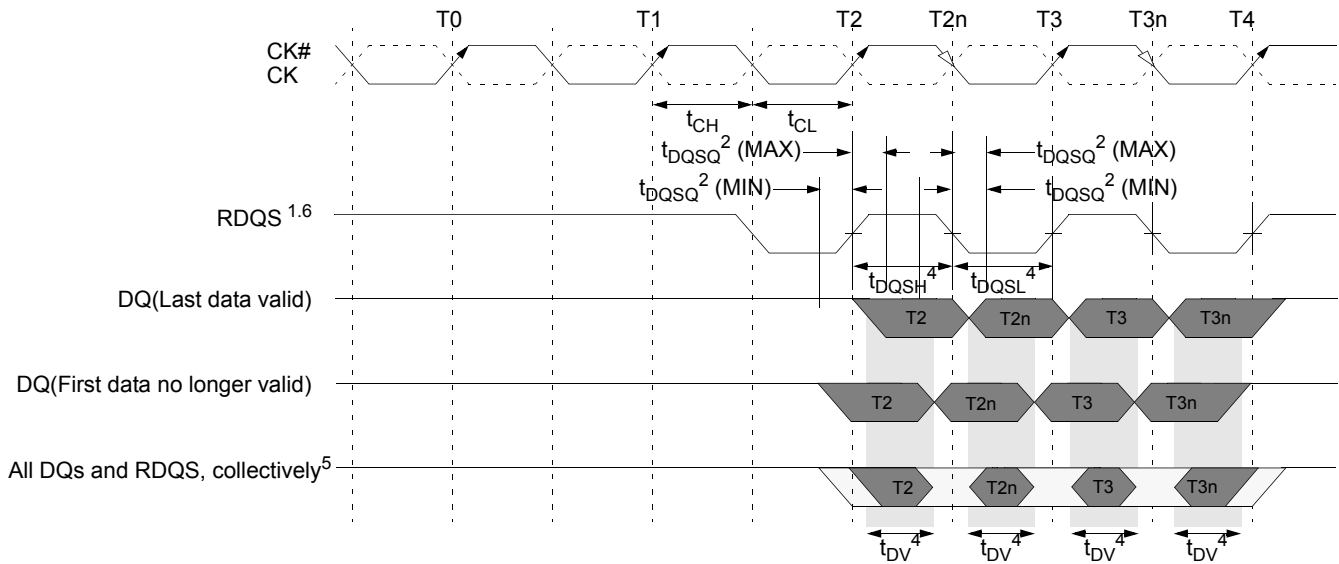 T0 T1 T2 T2n T3 T3n T4
CK#
CK
tCH tCL
tDQSQ2 (MAX) tDQSQ2 (MAX)
tDQSQ2 (MIN) tDQSQ2 (MIN)
RDQS 1.6
tDQSH4 tDQSL4
DQ(Last data valid)
T2 T2n T3 T3n
DQ(First data no longer valid)
T2 T2n T3 T3n
All DQs and RDQS, collectively5
T2 T2n T3 T3n
tDV4 tDV4 tDV4 tDV4